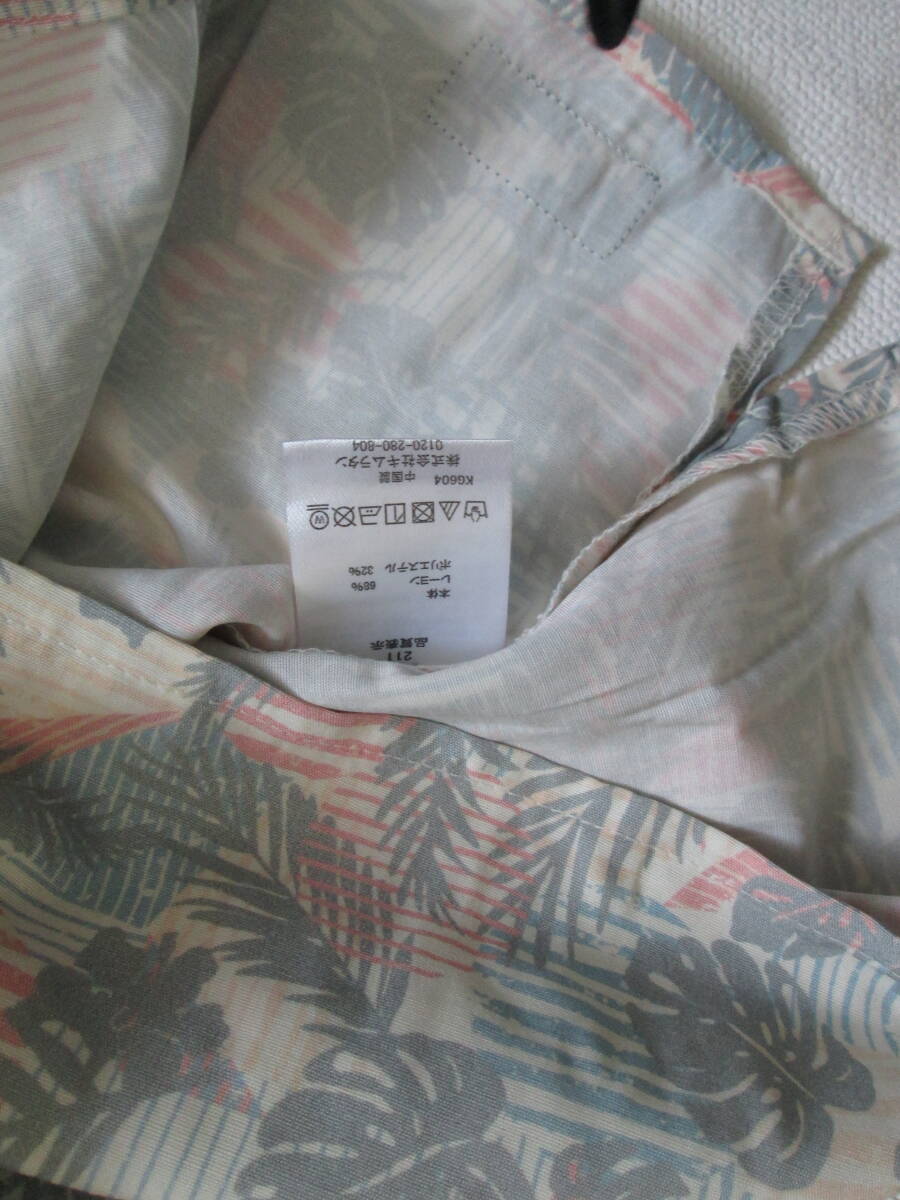 211
品質表示
本体
レーヨン 68%
ポリエステル 32%
W
KG604 中国製
株式会社キムラタン
0120-280-804